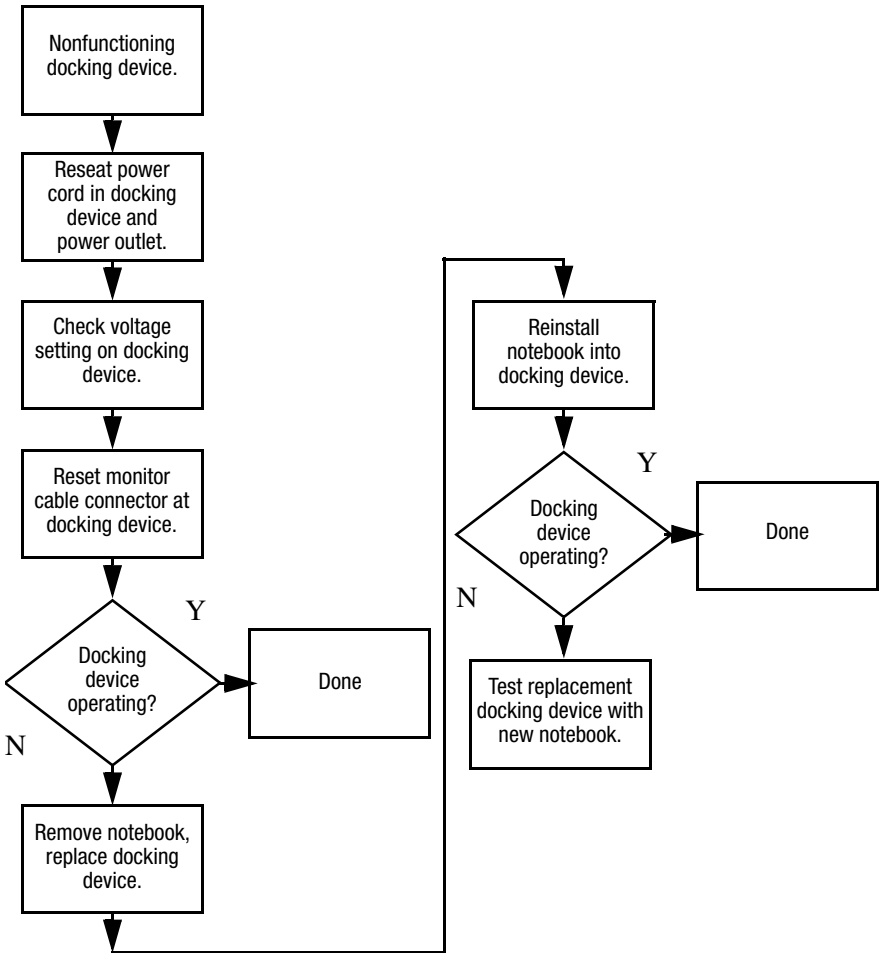 Nonfunctioning
docking device.
Reseat power
cord in docking
device and
power outlet.
Check voltage
setting on docking
device.
Reset monitor
cable connector at
docking device.
Y
Docking
device
operating?
Done
N
Remove notebook,
replace docking
device.
Reinstall
notebook into
docking device.
Y
Docking
device
operating?
Done
N
Test replacement
docking device with
new notebook.